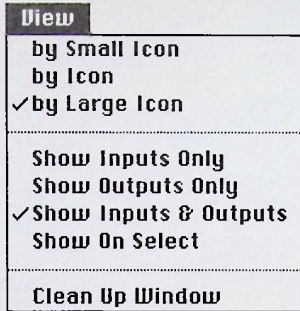 View
by Small Icon
by Icon
✓by Large Icon
Show Inputs Only
Show Outputs Only
✓Show Inputs & Outputs
Show On Select
Clean Up Window